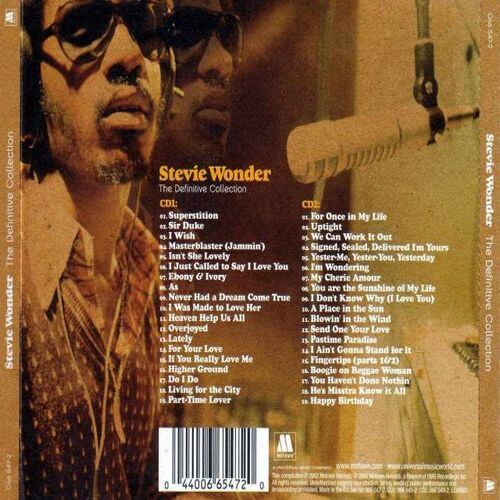 Stevie Wonder The Definitive Collection
066 547-2
Stevie Wonder
The Definitive Collection
CD1:
01. Superstition
02. Sir Duke
03. I Wish
04. Masterblaster (Jammin')
05. Isn't She Lovely
06. I Just Called to Say I Love You
07. Ebony & Ivory
08. As
09. Never Had a Dream Come True
10. I Was Made to Love Her
11. Heaven Help Us All
12. Overjoyed
13. Lately
14. For Your Love
15. If You Really Love Me
16. Higher Ground
17. Do I Do
18. Living for the City
19. Part-Time Lover
CD2:
01. For Once in My Life
02. Uptight
03. We Can Work It Out
04. Signed, Sealed, Delivered I'm Yours
05. Yester-Me, Yester-You, Yesterday
06. I'm Wondering
07. My Cherie Amour
08. You are the Sunshine of My Life
09. I Don't Know Why (I Love You)
10. A Place in the Sun
11. Blowin' in the Wind
12. Send One Your Love
13. Pastime Paradise
14. I Ain't Gonna Stand for it
15. Fingertips (parts 1&2)
16. Boogie on Reggae Woman
17. You Haven't Done Nothin'
18. He's Misstra Know it All
19. Happy Birthday
0 44006 65472 0
MOTOWN
A UNIVERSAL MUSIC COMPANY
www.motown.com www.universalmusicworld.com
Stevie Wonder The Definitive Collection
066 547-2